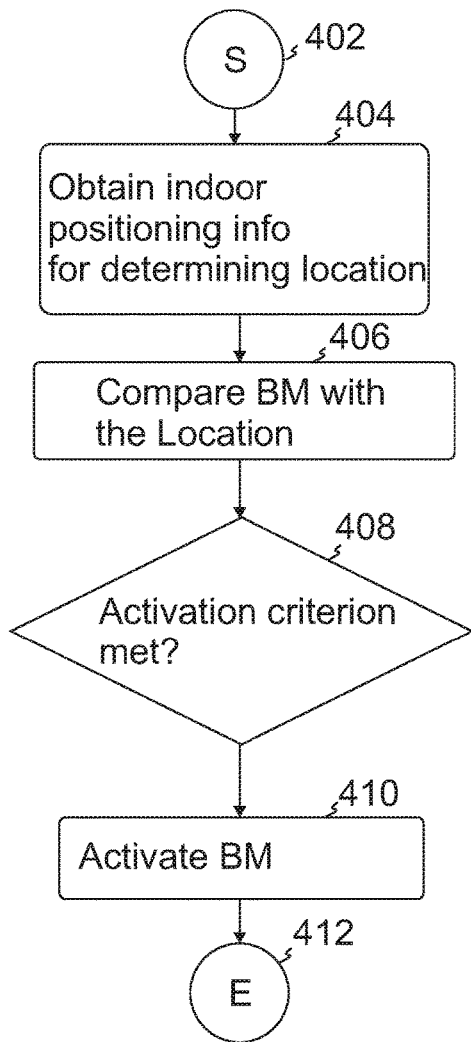 402
S
404
Obtain indoor
positioning info
for determining location
406
Compare BM with
the Location
408
Activation criterion
met?
410
Activate BM
412
E